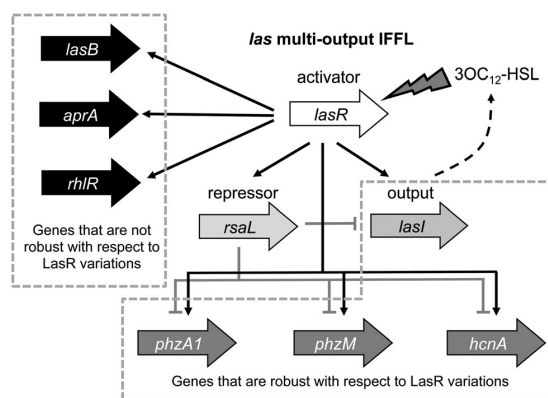 las multi-output IFFL
lasB
activator
3OC12-HSL
aprA
lasR
rhlR
repressor
output
Genes that are not
robust with respect to
LasR variations
rsaL
lasI
phzA1
phzM
hcnA
Genes that are robust with respect to LasR variations